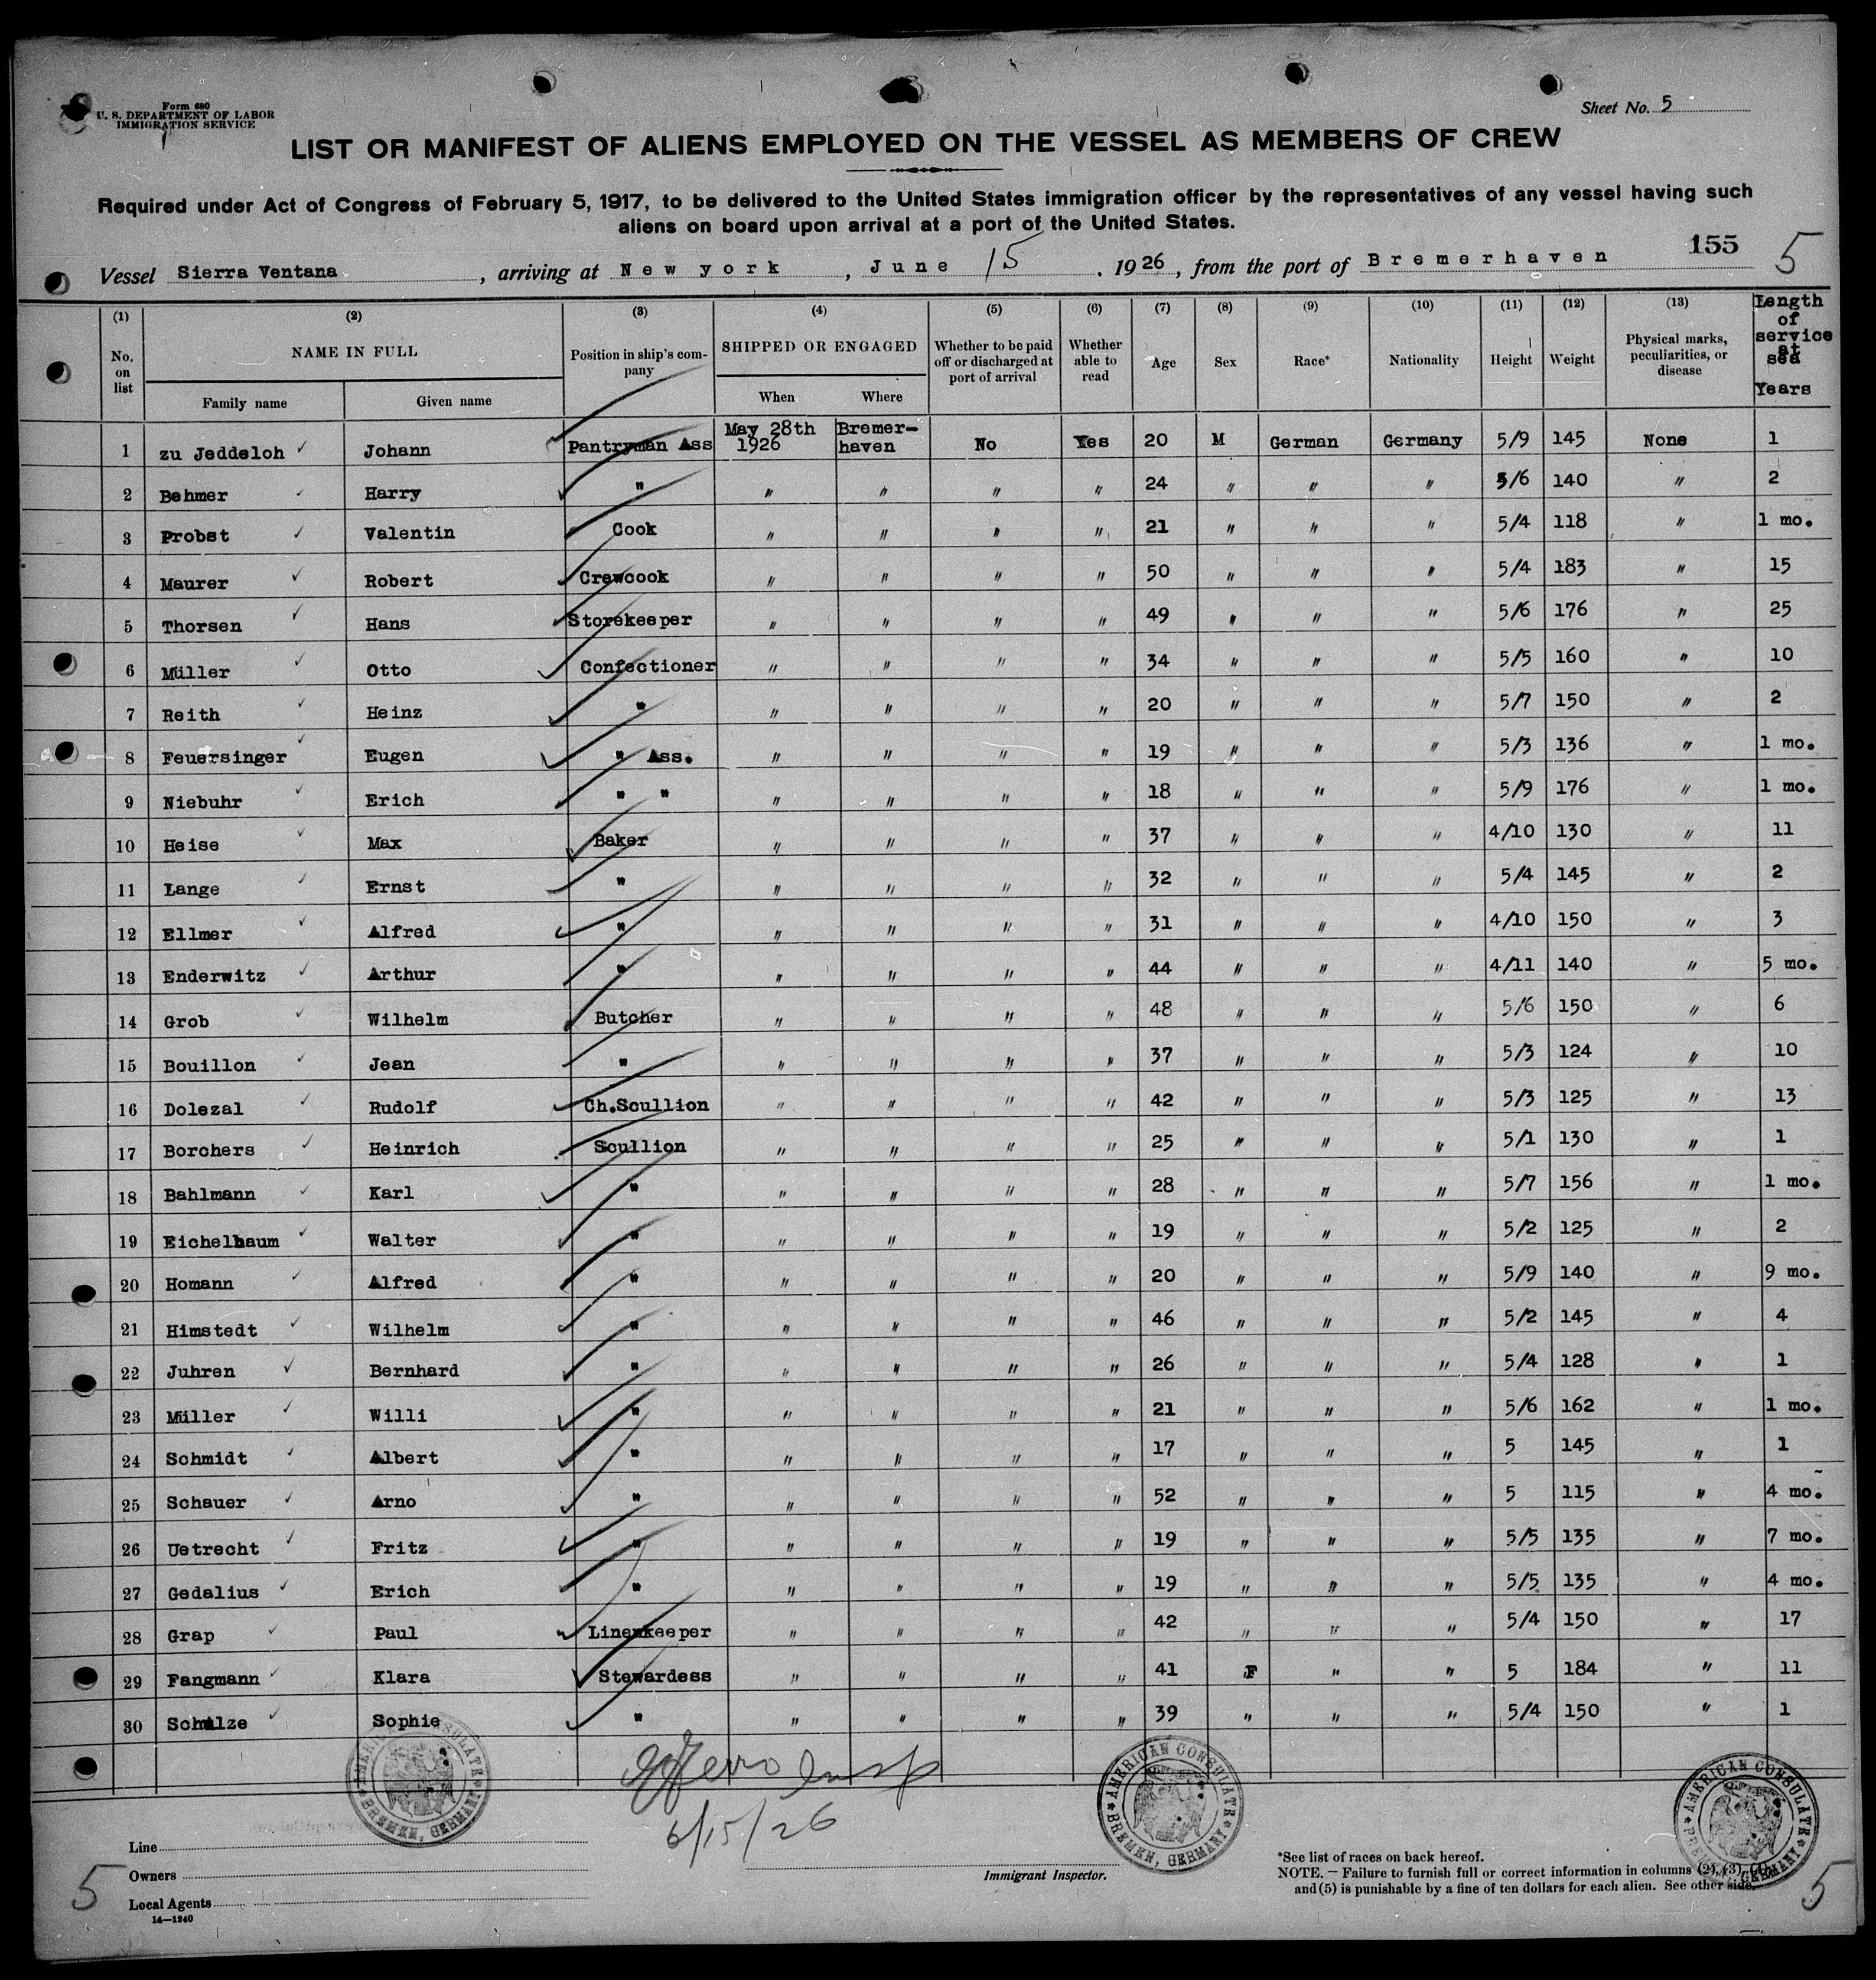 Form 680
U. S. DEPARTMENT OF LABOR
IMMIGRATION SERVICE
Sheet No. 5
LIST OR MANIFEST OF ALIENS EMPLOYED ON THE VESSEL AS MEMBERS OF CREW
Required under Act of Congress of February 5, 1917, to be delivered to the United States immigration officer by the representatives of any vessel having such
aliens on board upon arrival at a port of the United States.
155 5
Vessel Sierra Ventana, arriving at New york, June 15, 1926, from the port of Bremerhaven
(1) (2) (3) (4) (5) (6) (7) (8) (9) (10) (11) (12) (13)
No. on list NAME IN FULL Family name Given name Position in ship's company SHIPPED OR ENGAGED When Where Whether to be paid off or discharged at port of arrival Whether able to read Age Sex Race* Nationality Height Weight Physical marks, peculiarities, or disease Length of service at sea Years
1 zu Jeddeloh Johann Pantryman Ass May 28th 1926 Bremer-haven No Yes 20 M German Germany 5/9 145 None 1
2 Behmer Harry " " " " " 24 " " " 5/6 140 " 2
3 Probst Valentin Cook " " " " 21 " " " 5/4 118 " 1 mo.
4 Maurer Robert Crewcook " " " " 50 " " " 5/4 183 " 15
5 Thorsen Hans Storekeeper " " " " 49 " " " 5/6 176 " 25
6 Müller Otto Confectioner " " " " 34 " " " 5/5 160 " 10
7 Reith Heinz " " " " " 20 " " " 5/7 150 " 2
8 Feuersinger Eugen " Ass. " " " " 19 " " " 5/3 136 " 1 mo.
9 Niebuhr Erich " " " " " " 18 " " " 5/9 176 " 1 mo.
10 Heise Max Baker " " " " 37 " " " 4/10 130 " 11
11 Lange Ernst " " " " " 32 " " " 5/4 145 " 2
12 Ellmer Alfred " " " " " 31 " " " 4/10 150 " 3
13 Enderwitz Arthur " " " " " 44 " " " 4/11 140 " 5 mo.
14 Grob Wilhelm Butcher " " " " 48 " " " 5/6 150 " 6
15 Bouillon Jean " " " " " 37 " " " 5/3 124 " 10
16 Dolezal Rudolf Ch.Scullion " " " " 42 " " " 5/3 125 " 13
17 Borchers Heinrich Scullion " " " " 25 " " " 5/1 130 " 1
18 Bahlmann Karl " " " " " 28 " " " 5/7 156 " 1 mo.
19 Eichelbaum Walter " " " " " 19 " " " 5/2 125 " 2
20 Homann Alfred " " " " " 20 " " " 5/9 140 " 9 mo.
21 Himstedt Wilhelm " " " " " 46 " " " 5/2 145 " 4
22 Juhren Bernhard " " " " " 26 " " " 5/4 128 " 1
23 Müller Willi " " " " " 21 " " " 5/6 162 " 1 mo.
24 Schmidt Albert " " " " " 17 " " " 5 145 " 1
25 Schauer Arno " " " " " 52 " " " 5 115 " 4 mo.
26 Uetrecht Fritz " " " " " 19 " " " 5/5 135 " 7 mo.
27 Gedalius Erich " " " " " 19 " " " 5/5 135 " 4 mo.
28 Grap Paul Linenkeeper " " " " 42 " " " 5/4 150 " 17
29 Fangmann Klara Stewardess " " " " 41 F " " 5 184 " 11
30 Schulze Sophie " " " " " 39 " " " 5/4 150 " 1
AMERICAN CONSULATE BREMEN, GERMANY
Insp
6/15/26
AMERICAN CONSULATE BREMEN, GERMANY
AMERICAN CONSULATE BREMEN, GERMANY
Line
Owners
Local Agents
14—1240
5
Immigrant Inspector.
*See list of races on back hereof.
NOTE.—Failure to furnish full or correct information in columns (2), (3), (4),
and (5) is punishable by a fine of ten dollars for each alien. See other side.
5